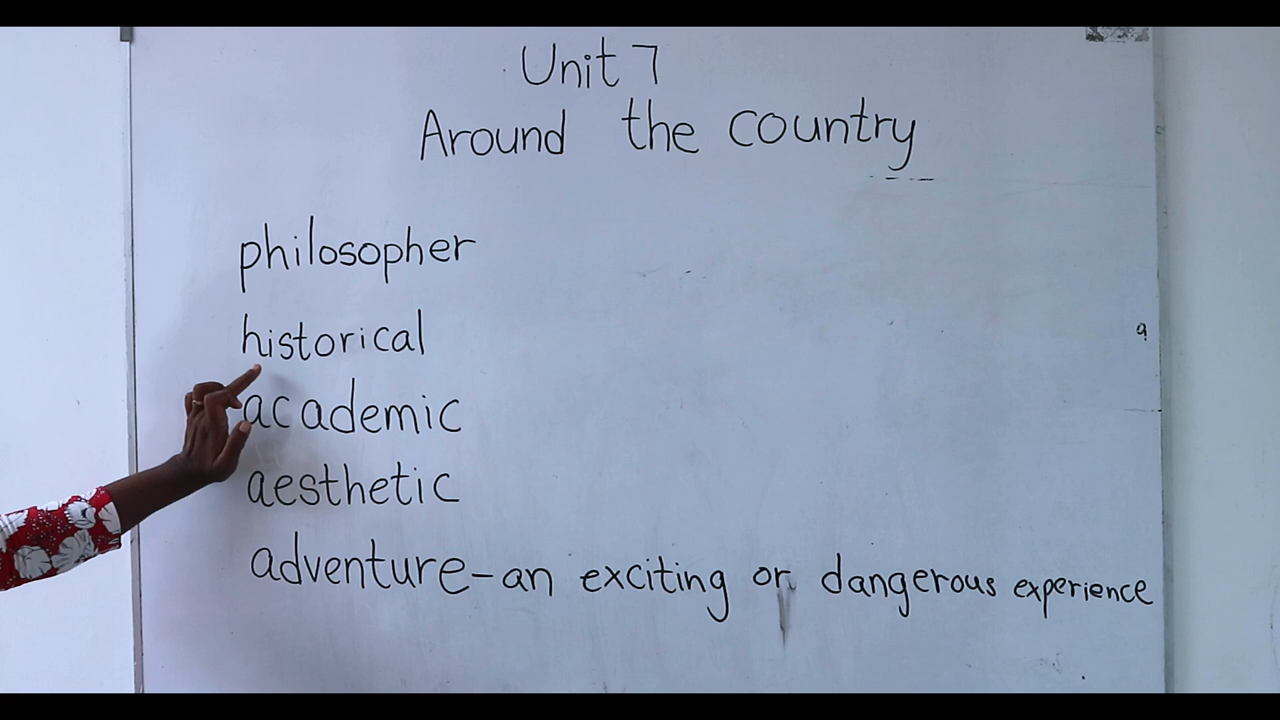 Unit 7
Around the country
philosopher
historical
academic
aesthetic
adventure-an exciting or dangerous experience